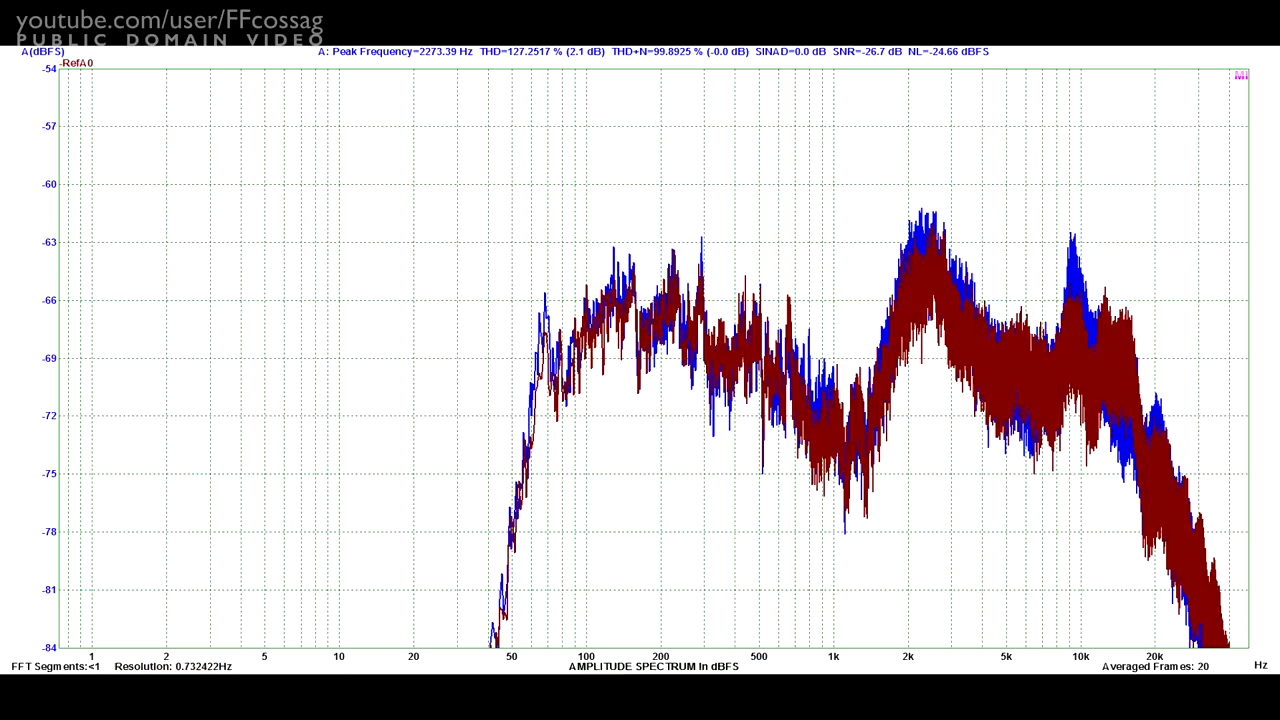 youtube.com/user/FFcossag
PUBLIC DOMAIN VIDEO
A(dBFS) A: Peak Frequency=2273.39 Hz THD=127.2517 % (2.1 dB) THD+N=99.8925 % (-0.0 dB) SINAD=0.0 dB SNR=-26.7 dB NL=-24.66 dBFS
-RefA0
-54
-57
-60
-63
-66
-69
-72
-75
-78
-81
-84
1 2 5 10 20 50 100 200 500 1k 2k 5k 10k 20k Hz
FFT Segments:<1 Resolution: 0.732422Hz AMPLITUDE SPECTRUM in dBFS Averaged Frames: 20